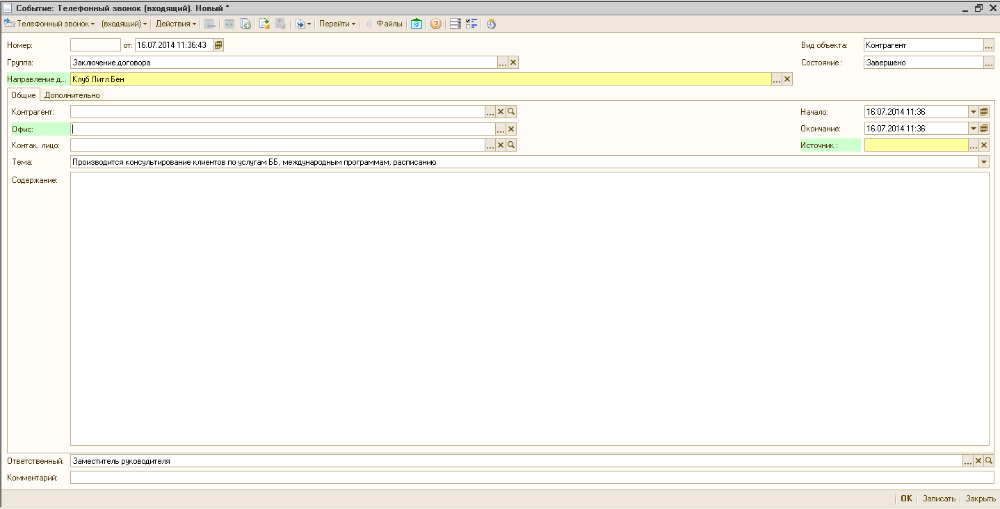 Событие: Телефонный звонок (входящий). Новый *
Телефонный звонок (входящий) Действия Перейти Файлы
Номер: от: 16.07.2014 11:36:43 Вид объекта: Контрагент ...
Группа: Заключение договора ... Состояние : Завершено ...
Направление д... Клуб Литл Бен ...
Общие Дополнительно
Контрагент: ... Начало: 16.07.2014 11:36
Офис: ... Окончание: 16.07.2014 11:36
Контак. лицо: ... Источник : ...
Тема: Производится консультирование клиентов по услугам ББ, международным программам, расписанию
Содержание:
Ответственный: Заместитель руководителя ...
Комментарий:
OK Записать Закрыть